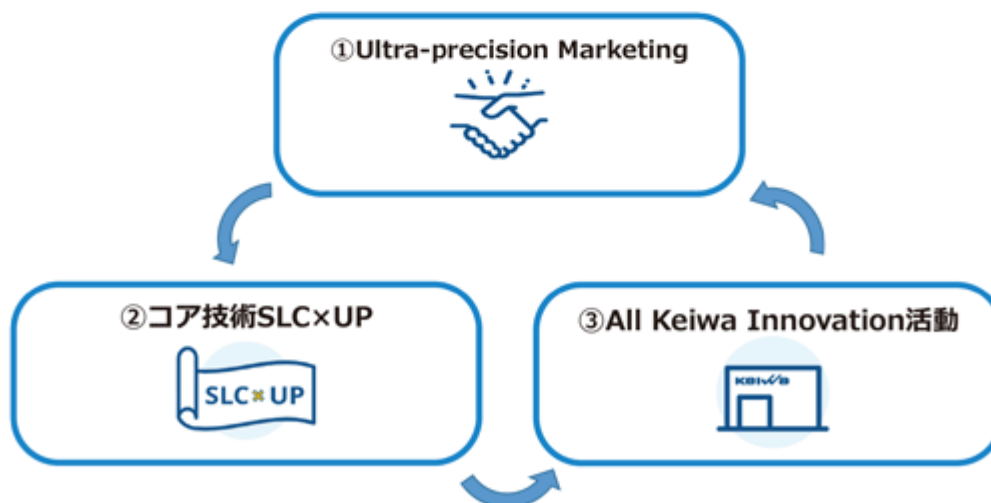 ①Ultra-precision Marketing
②コア技術SLC×UP
SLC×UP
③All Keiwa Innovation活動
KEIWA